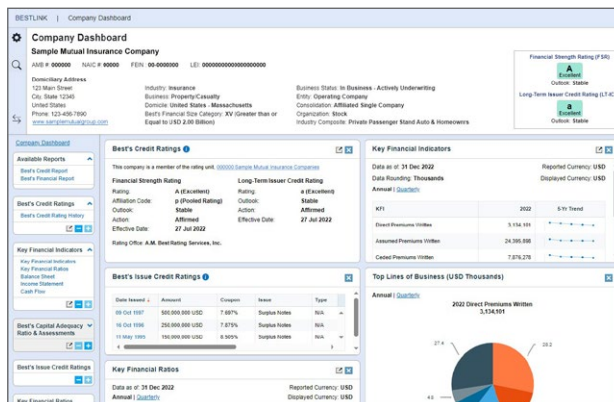 BESTLINK | Company Dashboard
Company Dashboard
Sample Mutual Insurance Company
AMB #: 000000 NAIC #: 00000 FEIN: 00-0000000 LEI: 00000000000000000000
Domiciliary Address
123 Main Street
City, State 12345
United States
Phone: 123-456-7890
www.samplemutualgroup.com
Industry: Insurance
Business: Property/Casualty
Domicile: United States - Massachusetts
Best's Financial Size Category: XV (Greater than or
Equal to USD 2.00 Billion)
Business Status: In Business - Actively Underwriting
Entity: Operating Company
Consolidation: Affiliated Single Company
Organization: Stock
Industry Composite: Private Passenger Stand Auto & Homeownrs
Financial Strength Rating (FSR)
A
Excellent
Outlook: Stable
Long-Term Issuer Credit Rating (LT-IC
a
Excellent
Outlook: Stable
Company Dashboard
Available Reports
Best's Credit Report
Best's Financial Report
Best's Credit Ratings
Best's Credit Rating History
Key Financial Indicators
Key Financial Indicators
Key Financial Ratios
Balance Sheet
Income Statement
Cash Flow
Best's Capital Adequacy
Ratio & Assessments
Best's Issue Credit Ratings
Key Financial Ratios
Best's Credit Ratings
This company is a member of the rating unit, 000000 Sample Mutual Insurance Companies
Financial Strength Rating
Rating: A (Excellent)
Affiliation Code: p (Pooled Rating)
Outlook: Stable
Action: Affirmed
Effective Date: 27 Jul 2022
Long-Term Issuer Credit Rating
Rating: a (Excellent)
Outlook: Stable
Action: Affirmed
Effective Date: 27 Jul 2022
Rating Office: A.M. Best Rating Services, Inc.
Key Financial Indicators
Data as of: 31 Dec 2022 Reported Currency: USD
Data Rounding: Thousands Displayed Currency: USD
Annual | Quarterly
KFI 2022 5-Yr Trend
Direct Premiums Written 3,134,101
Assumed Premiums Written
Ceded Premiums Written 7,876,278
Best's Issue Credit Ratings
Date Issued Amount Coupon Issue Type
09 Oct 1997 500,000,000 USD 7.697% Surplus Notes N/A
16 Oct 1996 250,000,000 USD 7.875% Surplus Notes N/A
11 May 1995 150,000,000 USD 8.500% Surplus Notes N/A
Top Lines of Business (USD Thousands)
Annual | Quarterly
2022 Direct Premiums Written
3,134,101
27.4
Key Financial Ratios
Data as of: 31 Dec 2022 Reported Currency: USD
Annual | Quarterly Displayed Currency: USD